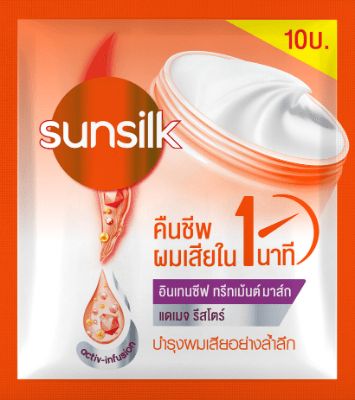 10บ.
sunsilk
คืนชีพ
ผมเสียใน 1 นาที
อินเทนซีฟ ทรีทเม้นต์ มาส์ก
แดเมจ รีสโตร์
activ-infusion
บำรุงผมเสียอย่างล้ำลึก